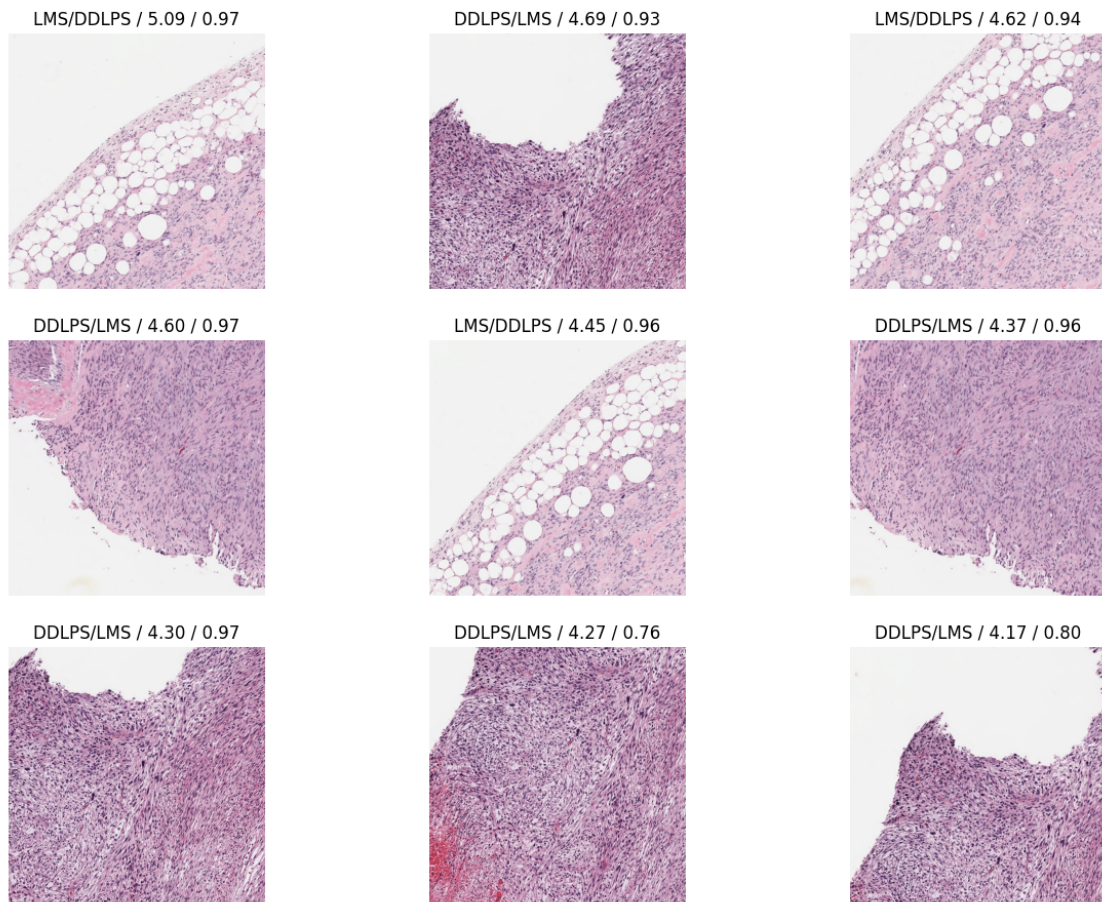 LMS/DDLPS / 5.09 / 0.97
DDLPS/LMS / 4.69 / 0.93
LMS/DDLPS / 4.62 / 0.94
DDLPS/LMS / 4.60 / 0.97
LMS/DDLPS / 4.45 / 0.96
DDLPS/LMS / 4.37 / 0.96
DDLPS/LMS / 4.30 / 0.97
DDLPS/LMS / 4.27 / 0.76
DDLPS/LMS / 4.17 / 0.80